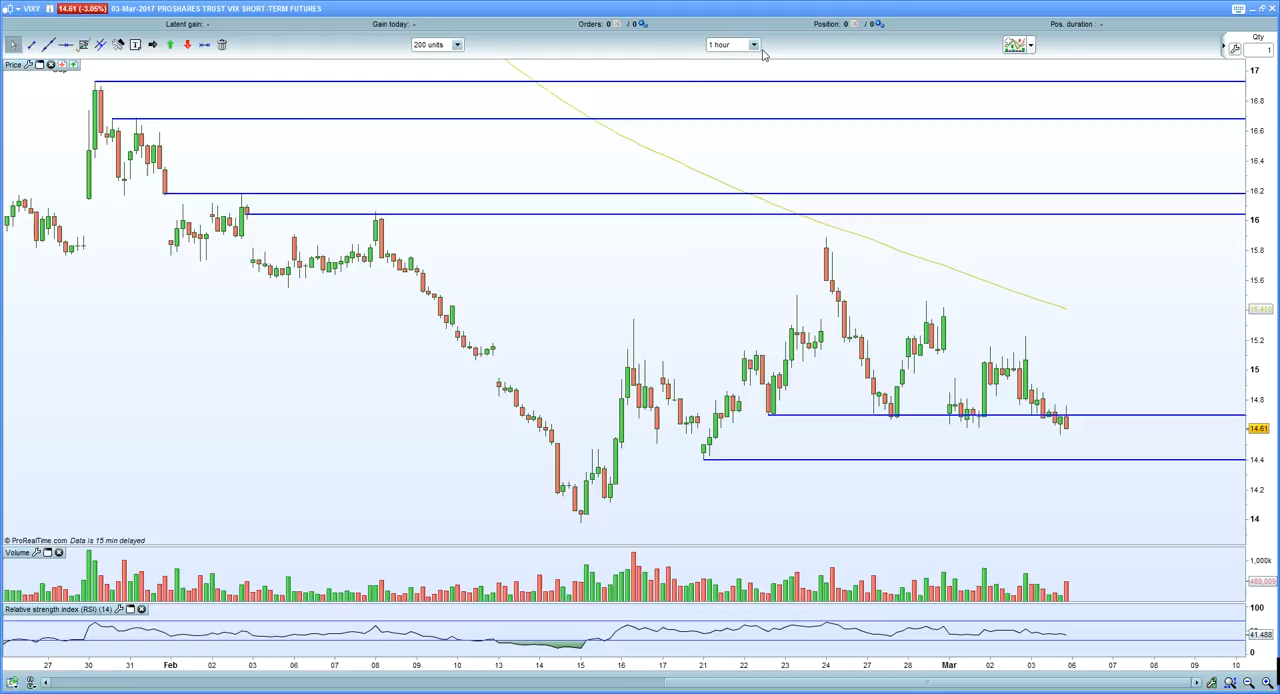 VIXY 14.61 (-3.05%) 03-Mar-2017 PROSHARES TRUST VIX SHORT-TERM FUTURES
Latent gain: - Gain today: - Orders: 0 / 0 Position: 0 / 0 Pos. duration : -
200 units 1 hour Qty
1
Price
17
16.8
16.6
16.4
16.2
16
15.8
15.6
15.418
15.2
15
14.8
14.61
14.4
14.2
14
© ProRealTime.com Data is 15 min delayed
Volume
1,000k
489,009
Relative strength index (RSI) (14)
100
41.488
0
27 30 31 Feb 02 03 06 07 08 09 10 13 14 15 16 17 21 22 23 24 27 28 Mar 02 03 06 07 08 09 10